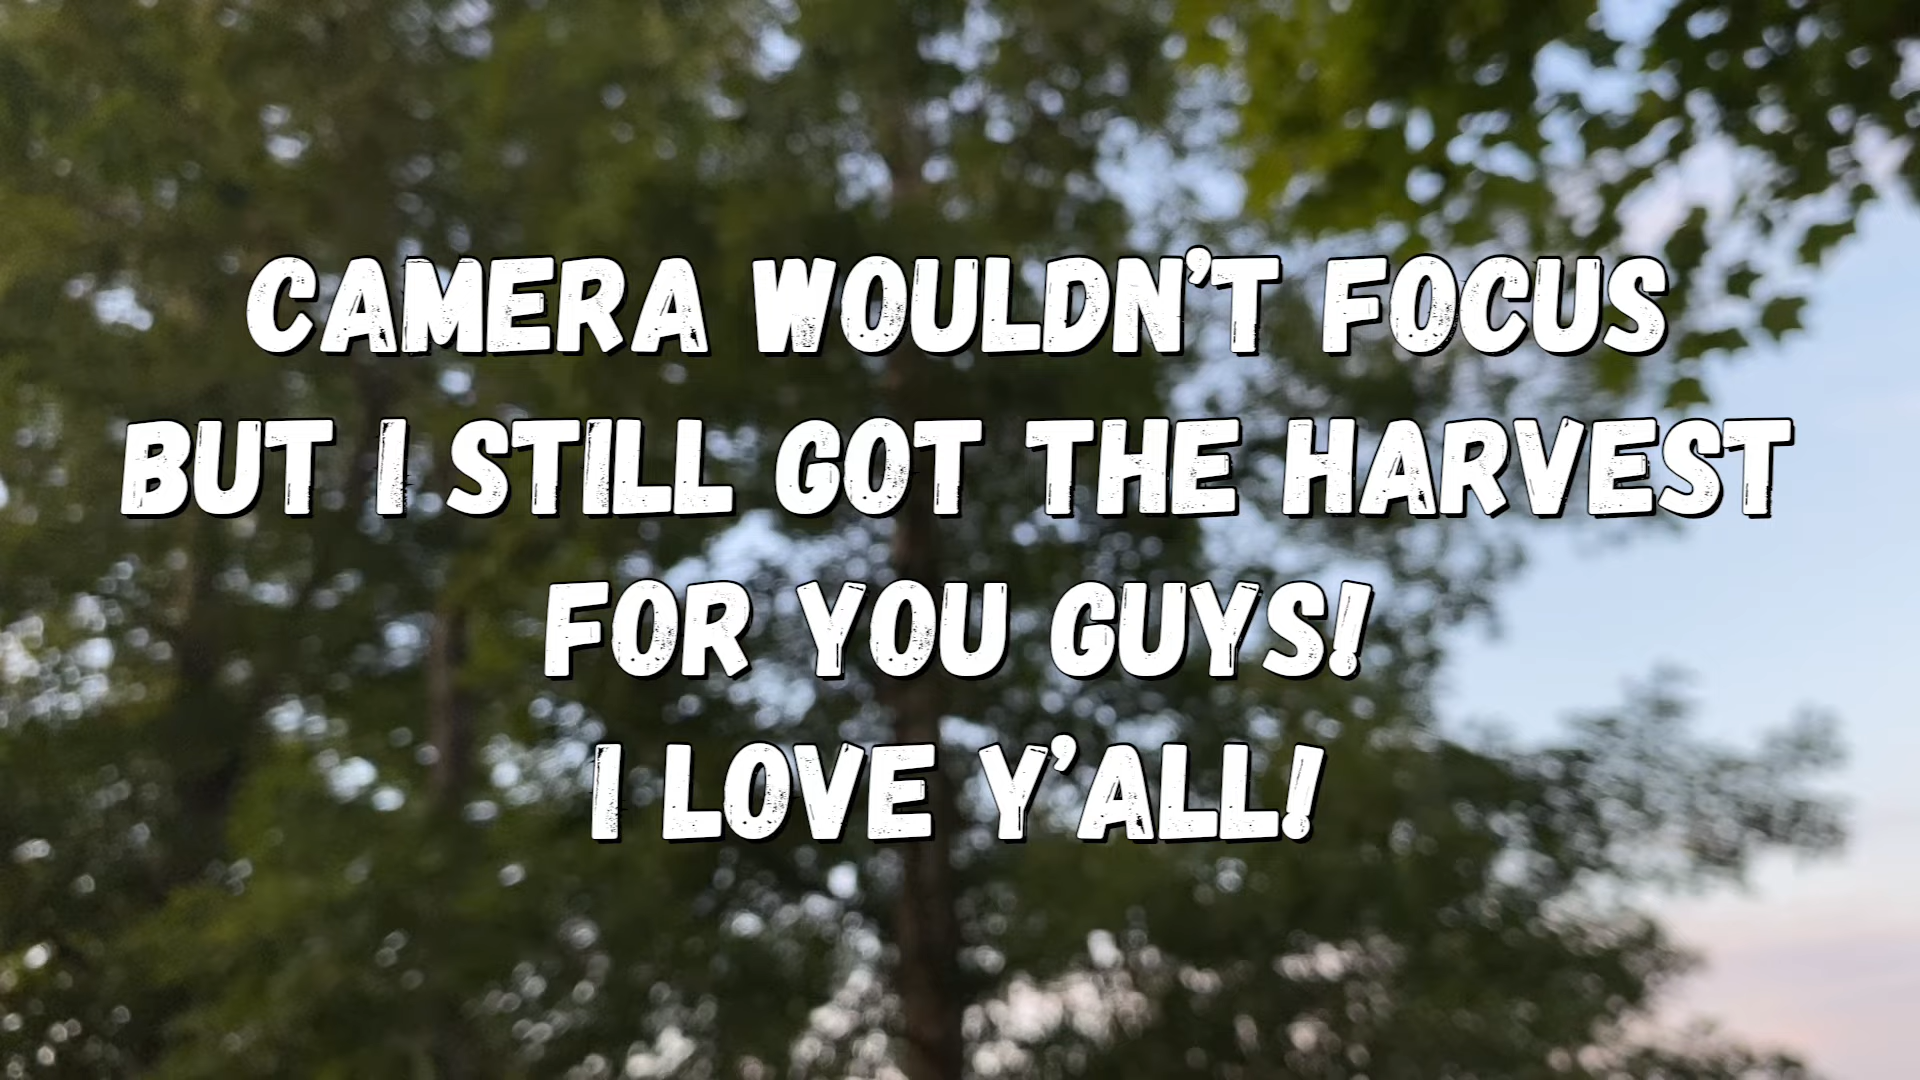 CAMERA WOULDN'T FOCUS
BUT I STILL GOT THE HARVEST
FOR YOU GUYS!
I LOVE Y'ALL!